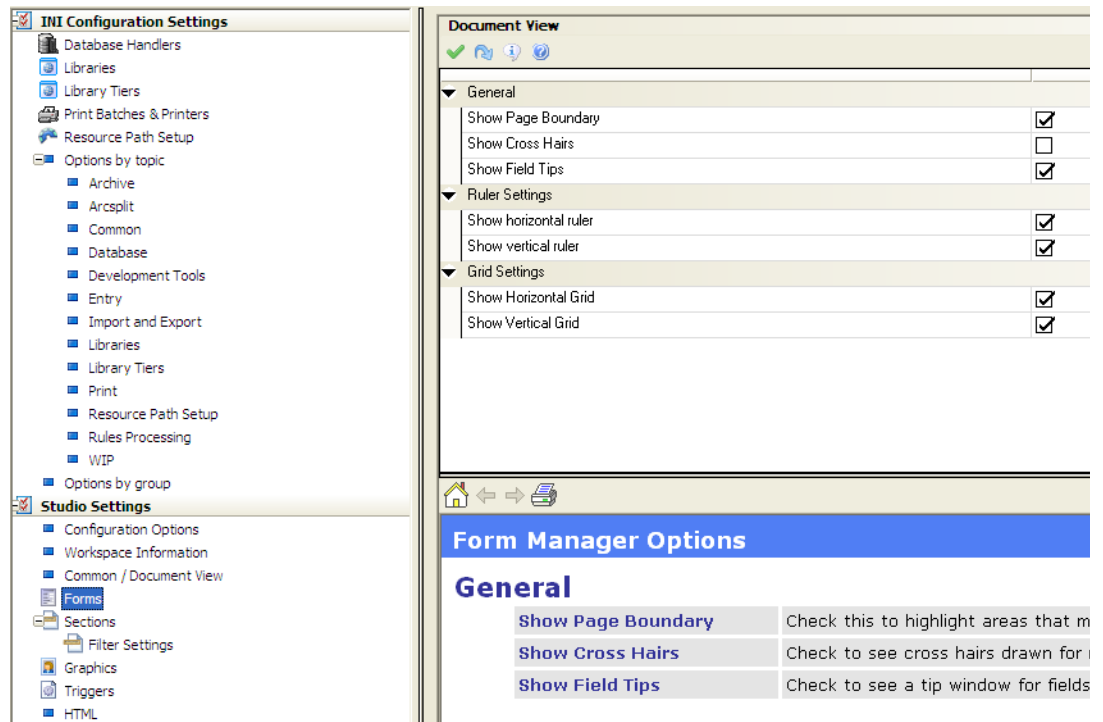 INI Configuration Settings
Database Handlers
Libraries
Library Tiers
Print Batches & Printers
Resource Path Setup
Options by topic
Archive
Arcsplit
Common
Database
Development Tools
Entry
Import and Export
Libraries
Library Tiers
Print
Resource Path Setup
Rules Processing
WIP
Options by group
Studio Settings
Configuration Options
Workspace Information
Common / Document View
Forms
Sections
Filter Settings
Graphics
Triggers
HTML
Document View
General
Show Page Boundary
Show Cross Hairs
Show Field Tips
Ruler Settings
Show horizontal ruler
Show vertical ruler
Grid Settings
Show Horizontal Grid
Show Vertical Grid
Form Manager Options
General
Show Page Boundary Check this to highlight areas that m
Show Cross Hairs Check to see cross hairs drawn for
Show Field Tips Check to see a tip window for fields